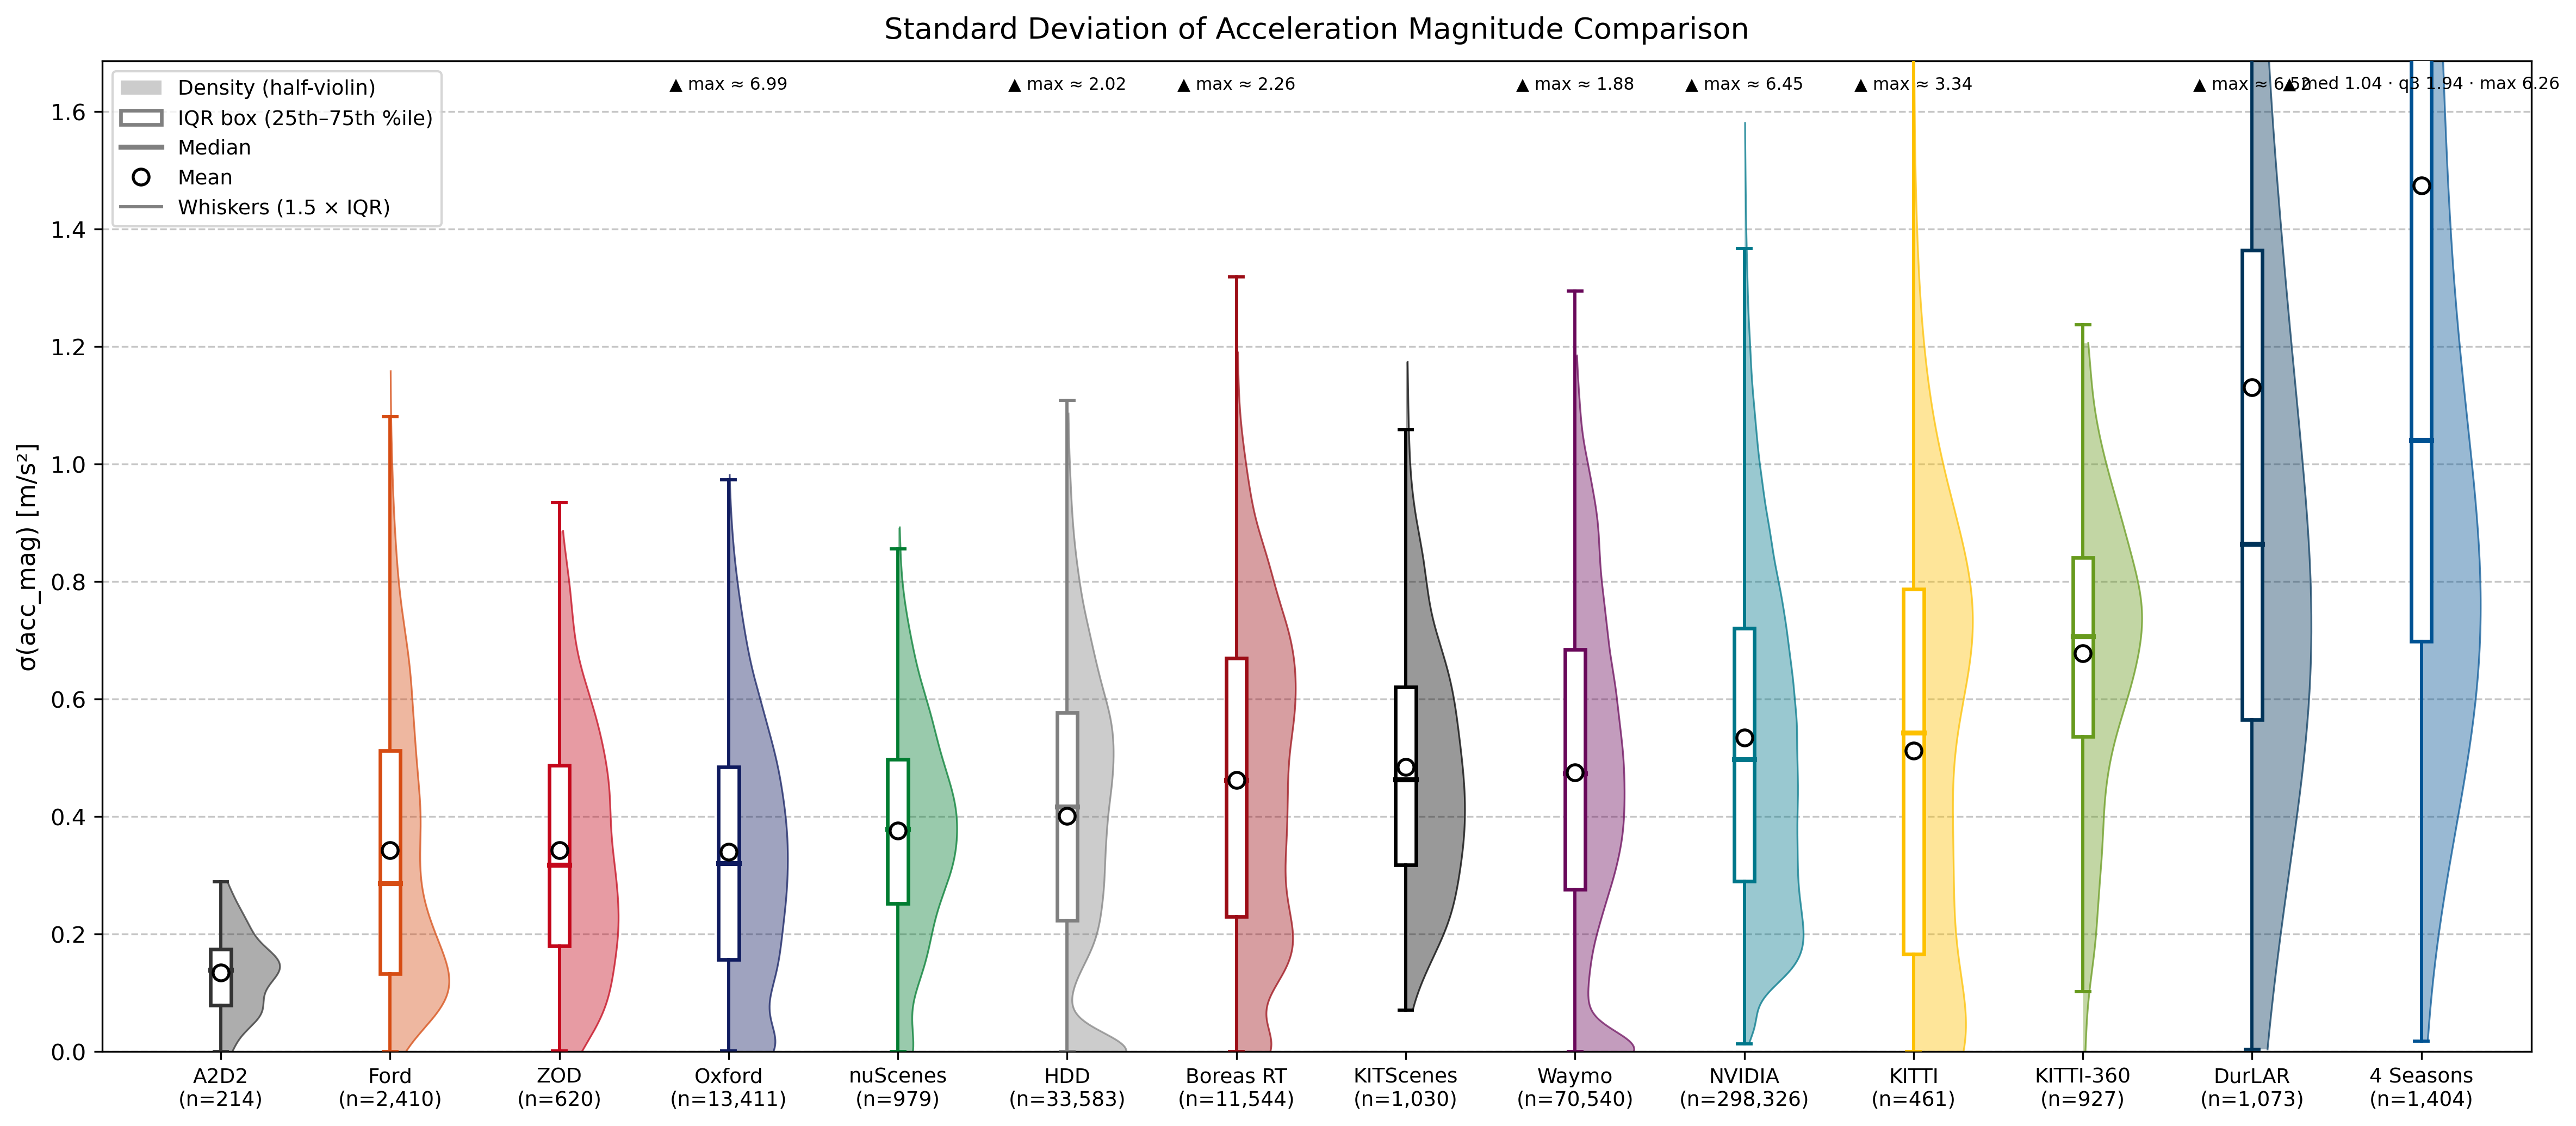 Standard Deviation of Acceleration Magnitude Comparison
Density (half-violin)
IQR box (25th–75th %ile)
Median
Mean
Whiskers (1.5 × IQR)
▲ max ≈ 6.99
▲ max ≈ 2.02
▲ max ≈ 2.26
▲ max ≈ 1.88
▲ max ≈ 6.45
▲ max ≈ 3.34
▲ max ≈ 6.52
▲ med 1.04 · q3 1.94 · max 6.26
σ(acc_mag) [m/s²]
1.6
1.4
1.2
1.0
0.8
0.6
0.4
0.2
0.0
A2D2
(n=214)
Ford
(n=2,410)
ZOD
(n=620)
Oxford
(n=13,411)
nuScenes
(n=979)
HDD
(n=33,583)
Boreas RT
(n=11,544)
KITScenes
(n=1,030)
Waymo
(n=70,540)
NVIDIA
(n=298,326)
KITTI
(n=461)
KITTI-360
(n=927)
DurLAR
(n=1,073)
4 Seasons
(n=1,404)